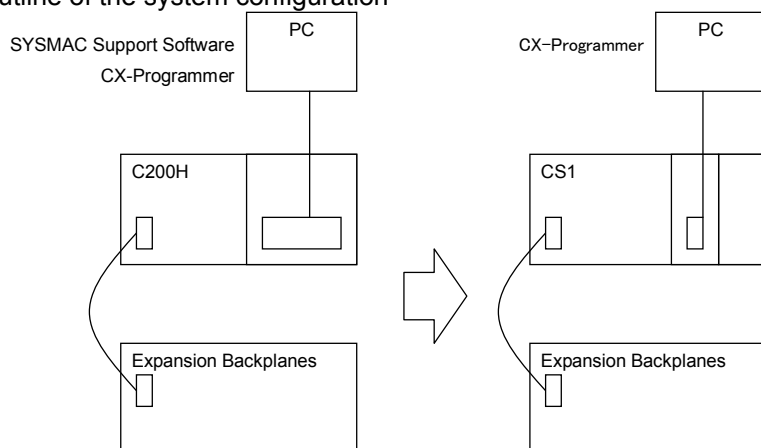 utline of the system configuration
SYSMAC Support Software
CX-Programmer
PC
C200H
Expansion Backplanes
CX-Programmer
PC
CS1
Expansion Backplanes